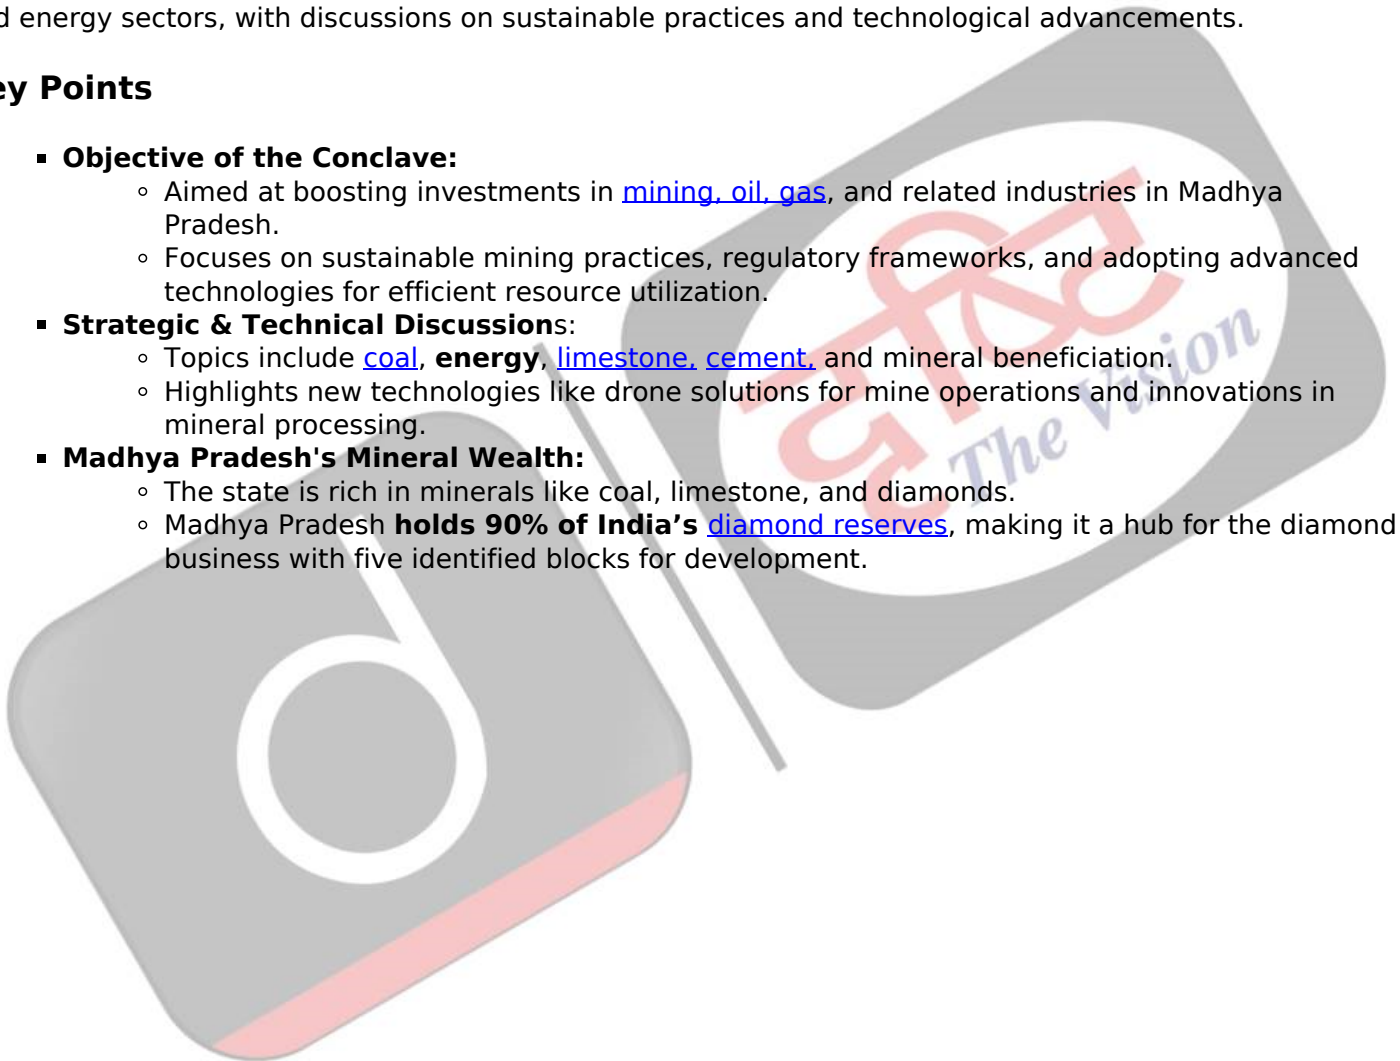 d energy sectors, with discussions on sustainable practices and technological advancements.
ey Points
▪ Objective of the Conclave:
◦ Aimed at boosting investments in mining, oil, gas, and related industries in Madhya
Pradesh.
◦ Focuses on sustainable mining practices, regulatory frameworks, and adopting advanced
technologies for efficient resource utilization.
▪ Strategic & Technical Discussions:
◦ Topics include coal, energy, limestone, cement, and mineral beneficiation.
◦ Highlights new technologies like drone solutions for mine operations and innovations in
mineral processing.
▪ Madhya Pradesh's Mineral Wealth:
◦ The state is rich in minerals like coal, limestone, and diamonds.
◦ Madhya Pradesh holds 90% of India’s diamond reserves, making it a hub for the diamond
business with five identified blocks for development.
दृष्टि
The Vision
d